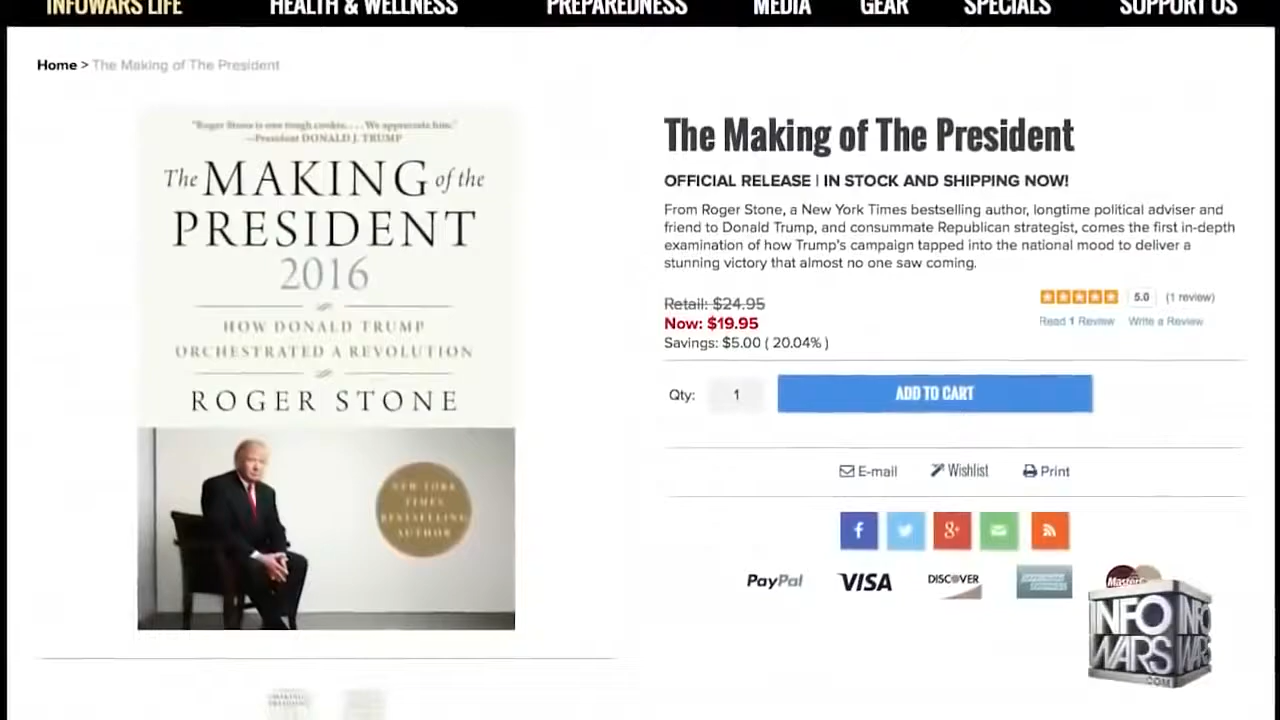 INFOWARS LIFE HEALTH & WELLNESS PREPAREDNESS MEDIA GEAR SPECIALS SUPPORT US
Home > The Making of The President
"Roger Stone is one tough cookie. . . . We appreciate him."
—President DONALD J. TRUMP
The MAKING of the
PRESIDENT
2016
HOW DONALD TRUMP
ORCHESTRATED A REVOLUTION
ROGER STONE
NEW YORK
TIMES
BESTSELLING
AUTHOR
The Making of The President
OFFICIAL RELEASE | IN STOCK AND SHIPPING NOW!
From Roger Stone, a New York Times bestselling author, longtime political adviser and
friend to Donald Trump, and consummate Republican strategist, comes the first in-depth
examination of how Trump's campaign tapped into the national mood to deliver a
stunning victory that almost no one saw coming.
Retail: $24.95
Now: $19.95
Savings: $5.00 ( 20.04% )
5.0 (1 review)
Read 1 Review Write a Review
Qty: 1 ADD TO CART
E-mail Wishlist Print
PayPal VISA DISCOVER
INFO
WARS
.COM